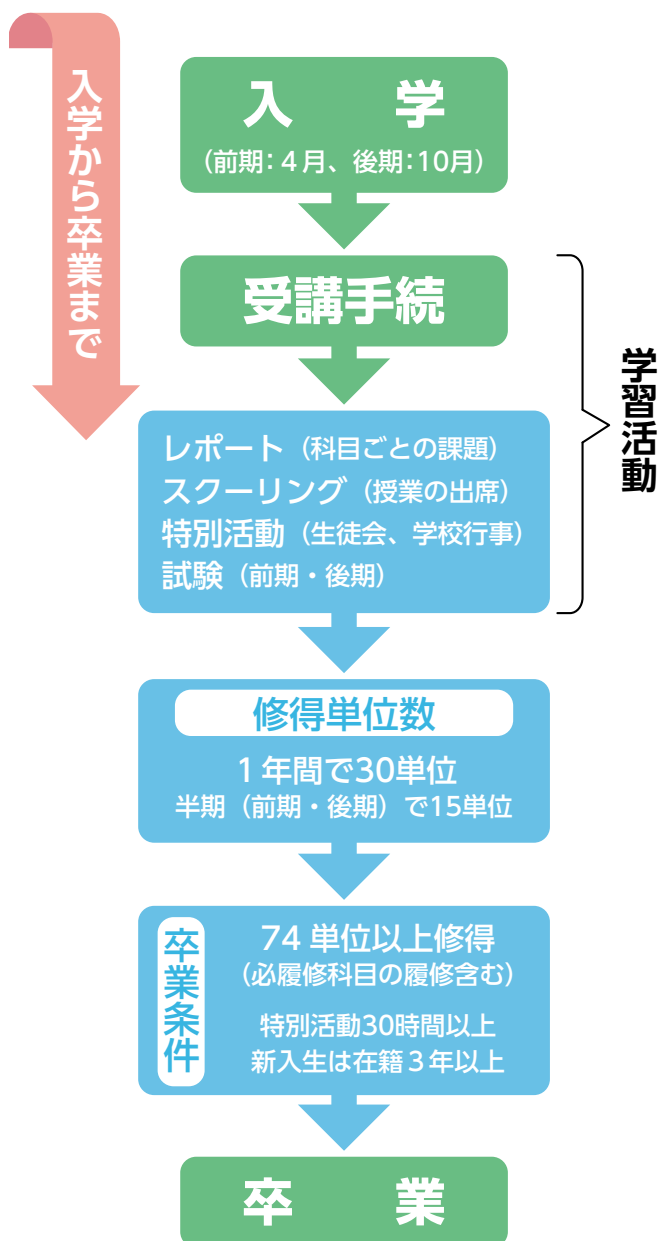 入学から卒業まで
入　学
（前期：４月、後期：10月）
受講手続
学習活動
レポート（科目ごとの課題）
スクーリング（授業の出席）
特別活動（生徒会、学校行事）
試験（前期・後期）
修得単位数
１年間で30単位
半期（前期・後期）で15単位
卒業条件
74 単位以上修得
（必履修科目の履修含む）
特別活動30時間以上
新入生は在籍３年以上
卒　業